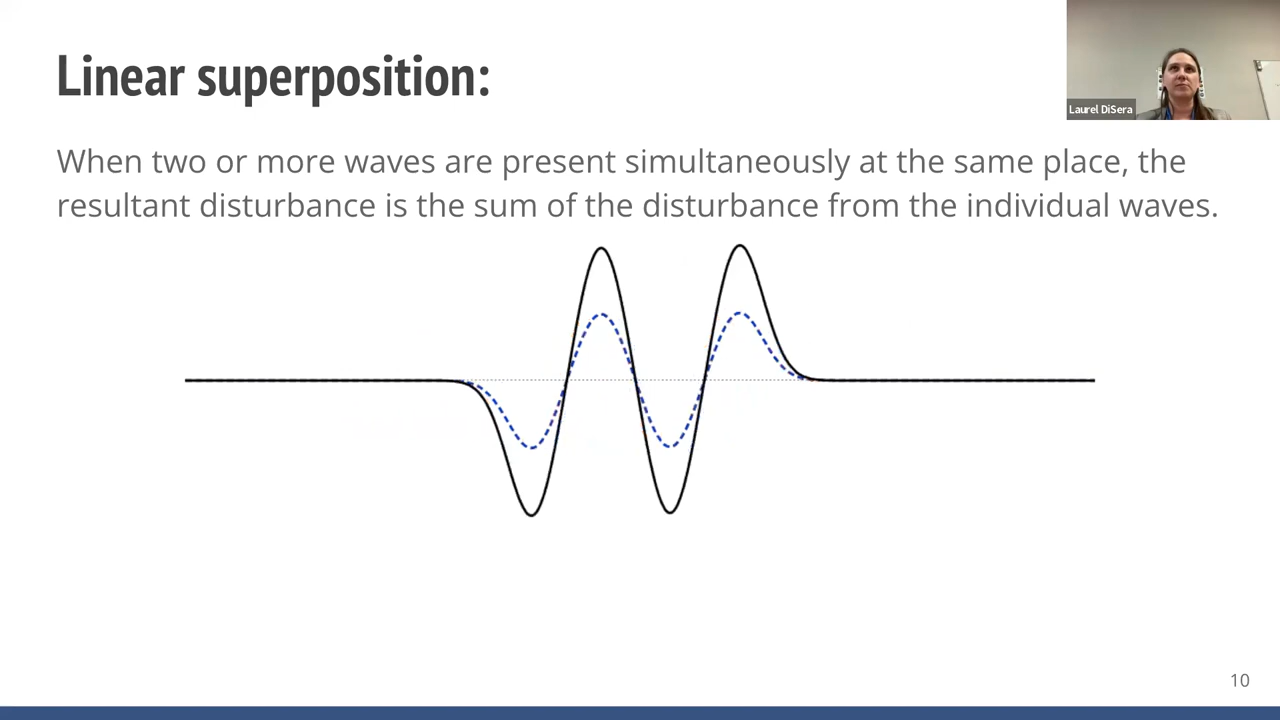 Linear superposition:
Laurel DiSera
When two or more waves are present simultaneously at the same place, the
resultant disturbance is the sum of the disturbance from the individual waves.
10